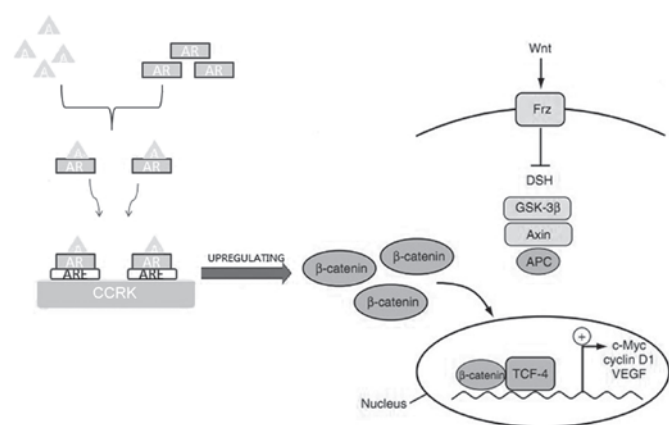 A
A
A
A
AR
AR
AR
A
AR
A
AR
A
AR
ARE
A
AR
ARE
CCRK
UPREGULATING
β-catenin
β-catenin
β-catenin
Wnt
Frz
DSH
GSK-3β
Axin
APC
β-catenin
TCF-4
+
c-Myc
cyclin D1
VEGF
Nucleus